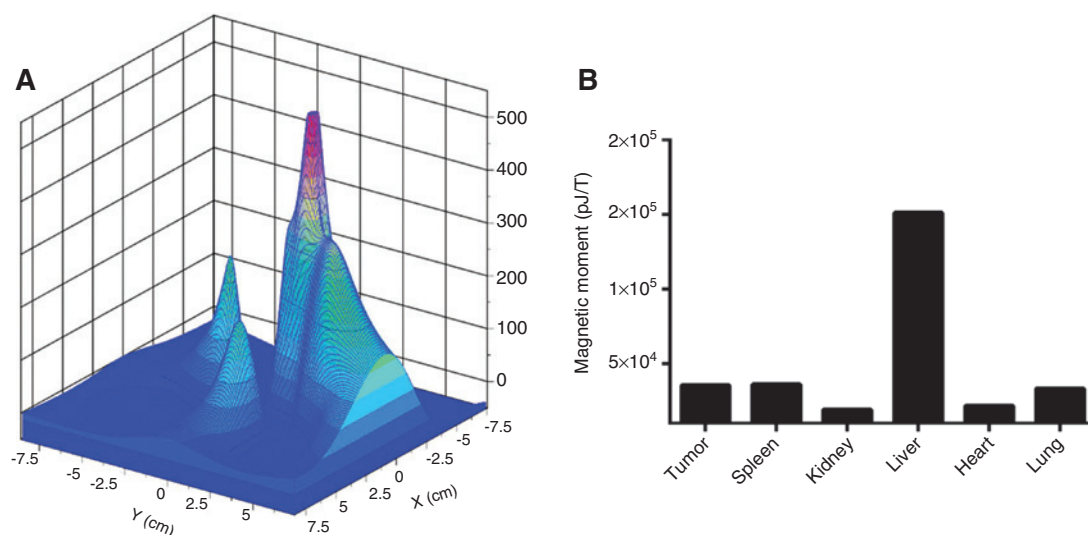 A
500
400
300
200
100
0
-7.5
-5
-2.5
0
2.5
5
Y (cm)
-7.5
-5
-2.5
0
2.5
5
7.5
X (cm)
B
Magnetic moment (pJ/T)
2×10⁵
2×10⁵
1×10⁵
5×10⁴
Tumor
Spleen
Kidney
Liver
Heart
Lung